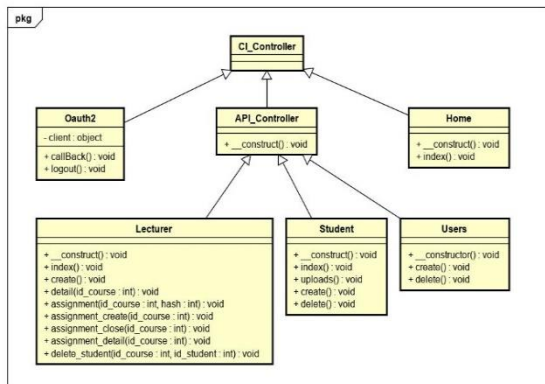 pkg
CI_Controller
Oauth2
- client : object
+ callBack() : void
+ logout() : void
API_Controller
+ __construct() : void
Home
+ __construct() : void
+ index() : void
Lecturer
+ __construct() : void
+ index() : void
+ create() : void
+ detail(id_course : int) : void
+ assignment(id_course : int, hash : int) : void
+ assignment_create(id_course : int) : void
+ assignment_close(id_course : int) : void
+ assignment_detail(id_course : int) : void
+ delete_student(id_course : int, id_student : int) : void
Student
+ __construct() : void
+ index() : void
+ uploads() : void
+ create() : void
+ delete() : void
Users
+ __constructor() : void
+ create() : void
+ delete() : void